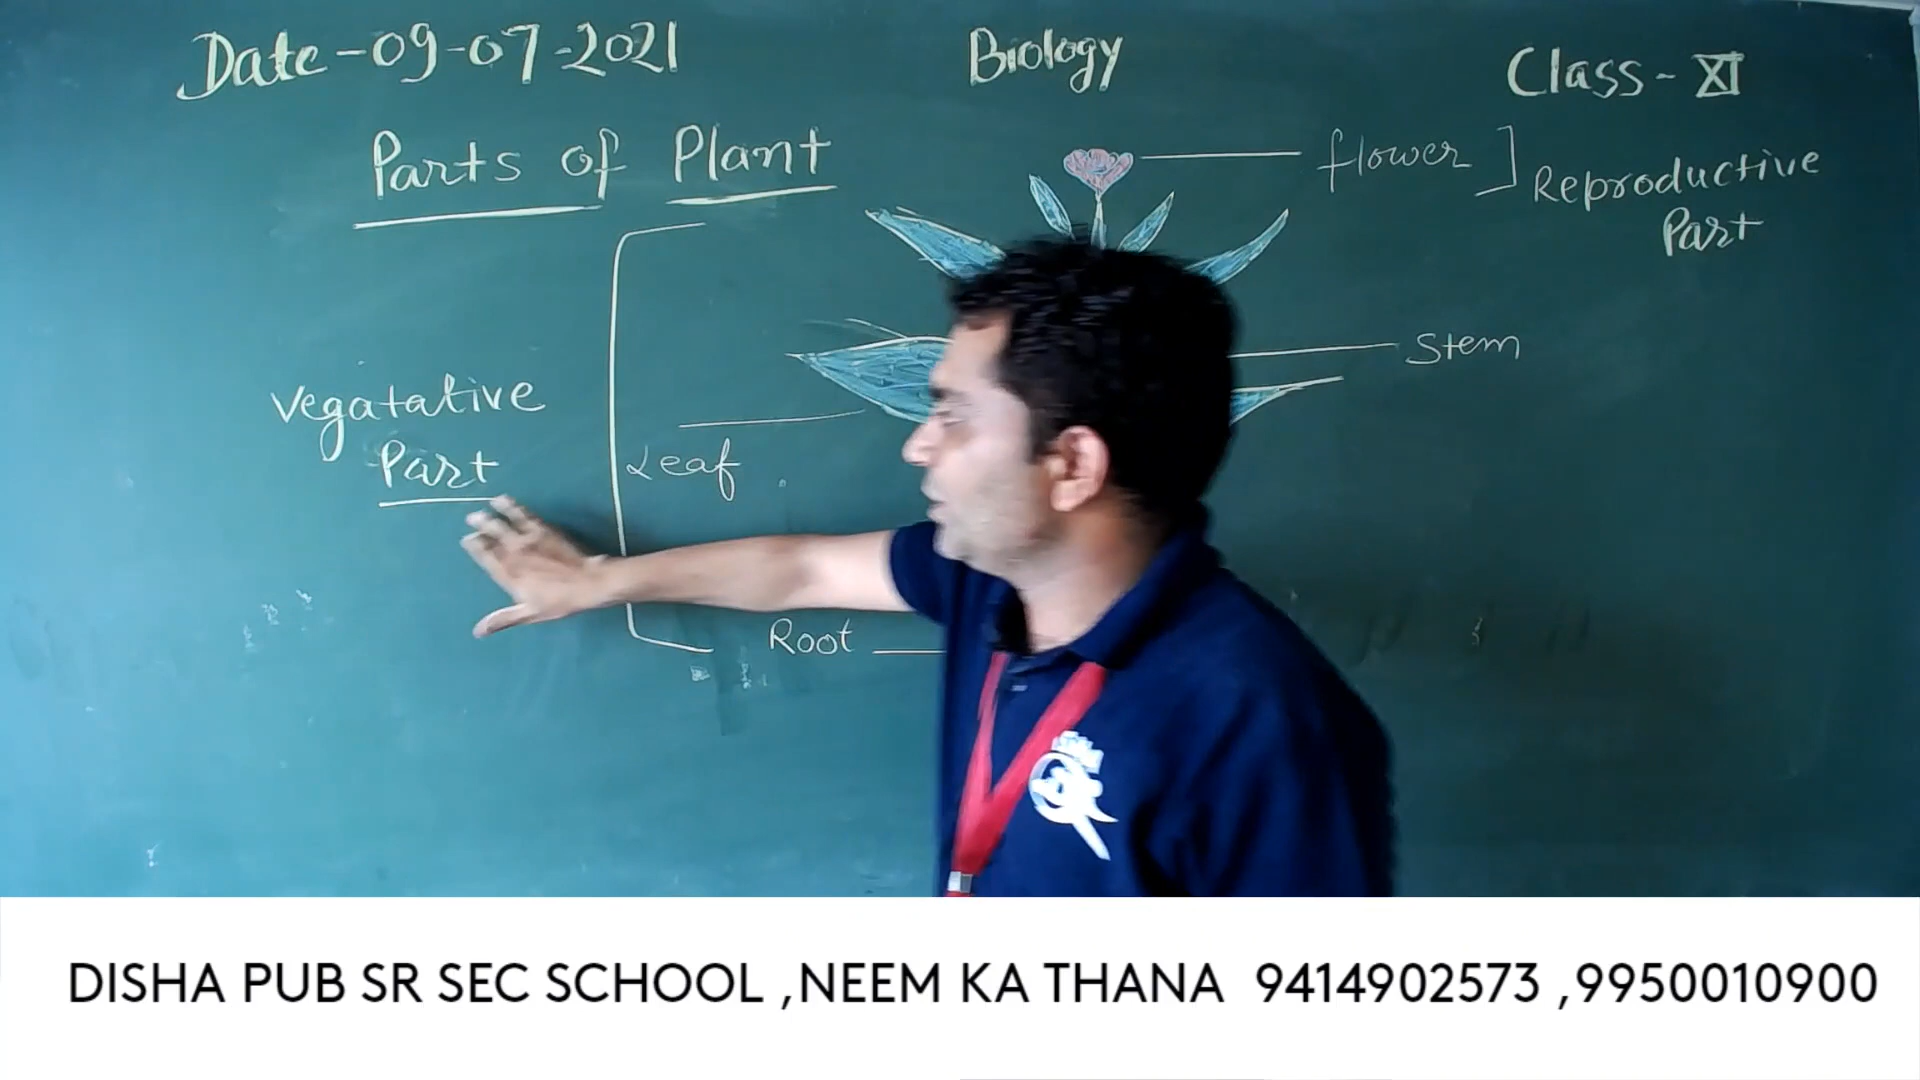 Date-09-07-2021
Biology
Class-XI
Parts of Plant
flower
Reproductive
Part
Stem
Vegatative
Part
Leaf
Root
DISHA PUB SR SEC SCHOOL ,NEEM KA THANA 9414902573 ,9950010900